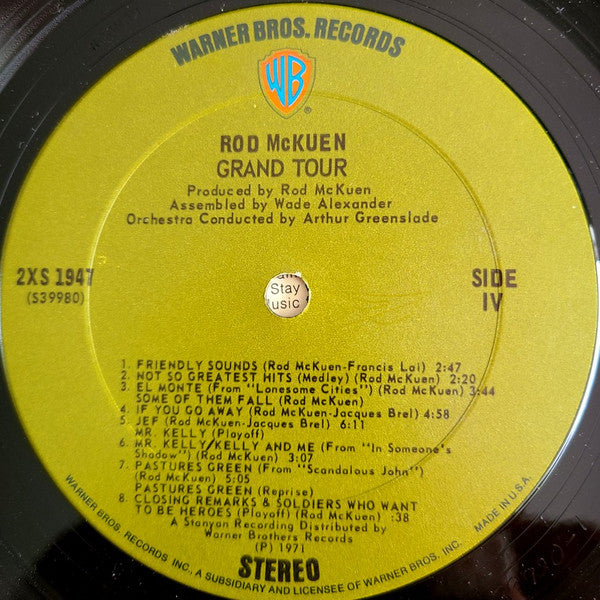 WARNER BROS. RECORDS
WB
®
ROD McKUEN
GRAND TOUR
Produced by Rod McKuen
Assembled by Wade Alexander
Orchestra Conducted by Arthur Greenslade
2XS 1947
(S39980)
SIDE
IV
Stay
usic
1. FRIENDLY SOUNDS (Rod McKuen-Francis Lai) 2:47
2. NOT SO GREATEST HITS (Medley) (Rod McKuen) 2:20
3. EL MONTE (From "Lonesome Cities") (Rod McKuen) 3:44
SOME OF THEM FALL (Rod McKuen)
4. IF YOU GO AWAY (Rod McKuen-Jacques Brel) 4:58
5. JEF (Rod McKuen-Jacques Brel) 6:11
MR. KELLY (Playoff)
6. MR. KELLY/KELLY AND ME (From "In Someone's
Shadow") (Rod McKuen) 3:07
7. PASTURES GREEN (From "Scandalous John")
(Rod McKuen) 5:05
PASTURES GREEN (Reprise)
8. CLOSING REMARKS & SOLDIERS WHO WANT
TO BE HEROES (Playoff) (Rod McKuen) :38
A Stanyan Recording Distributed by
Warner Brothers Records
(P) 1971
STEREO
WARNER BROS. RECORDS INC., A SUBSIDIARY AND LICENSEE OF WARNER BROS. INC. MADE IN U.S.A.